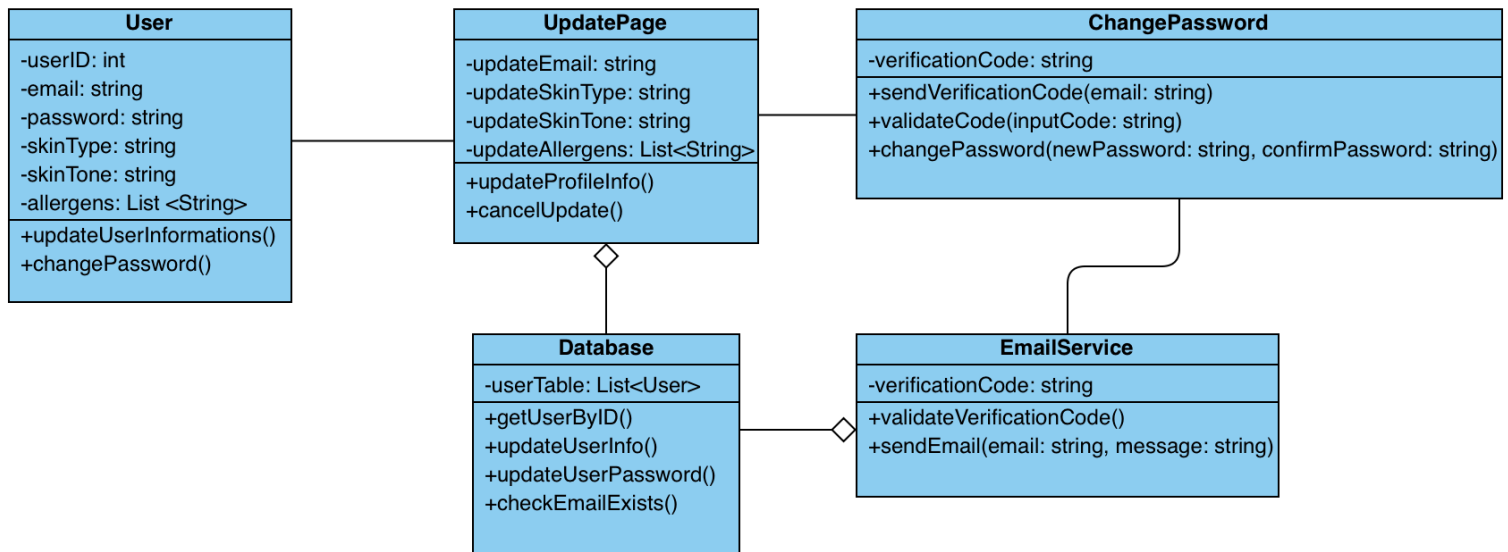 User
-userID: int
-email: string
-password: string
-skinType: string
-skinTone: string
-allergens: List <String>
+updateUserInformations()
+changePassword()
UpdatePage
-updateEmail: string
-updateSkinType: string
-updateSkinTone: string
-updateAllergens: List<String>
+updateProfileInfo()
+cancelUpdate()
ChangePassword
-verificationCode: string
+sendVerificationCode(email: string)
+validateCode(inputCode: string)
+changePassword(newPassword: string, confirmPassword: string)
Database
-userTable: List<User>
+getUserByID()
+updateUserInfo()
+updateUserPassword()
+checkEmailExists()
EmailService
-verificationCode: string
+validateVerificationCode()
+sendEmail(email: string, message: string)